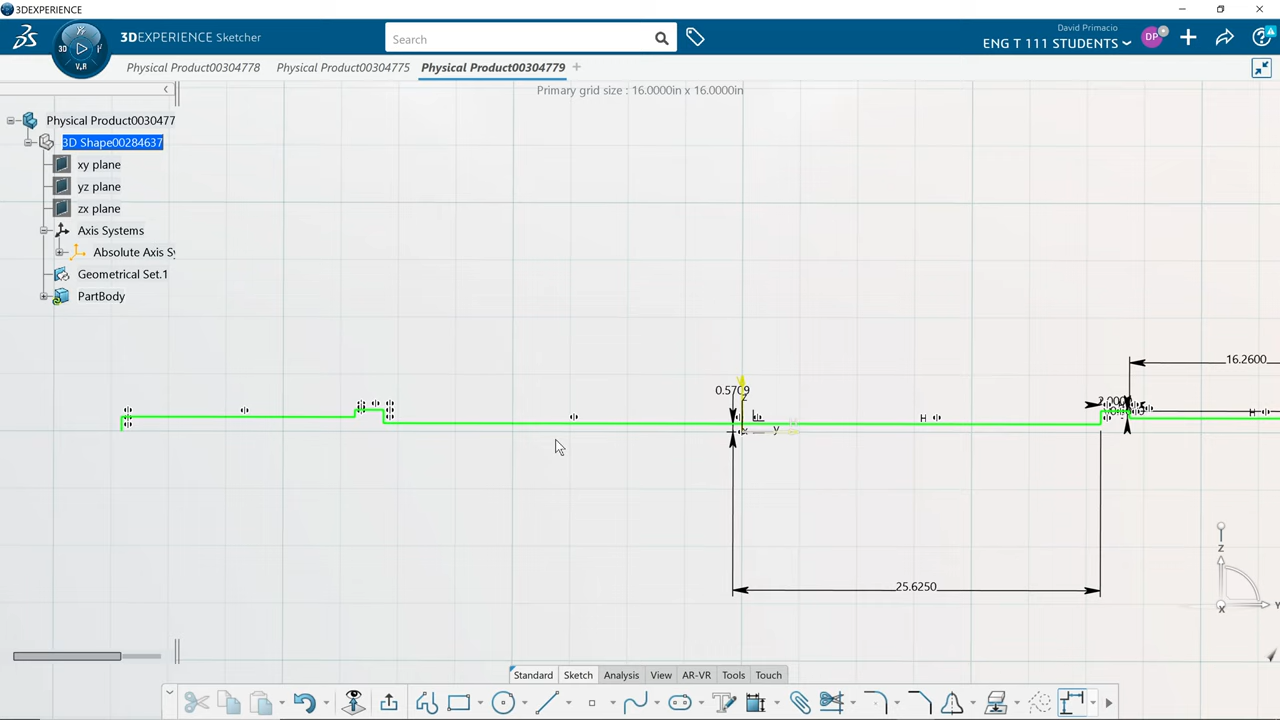 3DEXPERIENCE
3DEXPERIENCE Sketcher
3D
V,R
Search
David Primacio
ENG T 111 STUDENTS
DP
Physical Product00304778
Physical Product00304775
Physical Product00304779
Primary grid size : 16.0000in x 16.0000in
Physical Product0030477
3D Shape00284637
xy plane
yz plane
zx plane
Axis Systems
Absolute Axis Sy
Geometrical Set.1
PartBody
16.2600
0.5709
H
H
x
y
z
25.6250
Z
X
Y
Standard
Sketch
Analysis
View
AR-VR
Tools
Touch